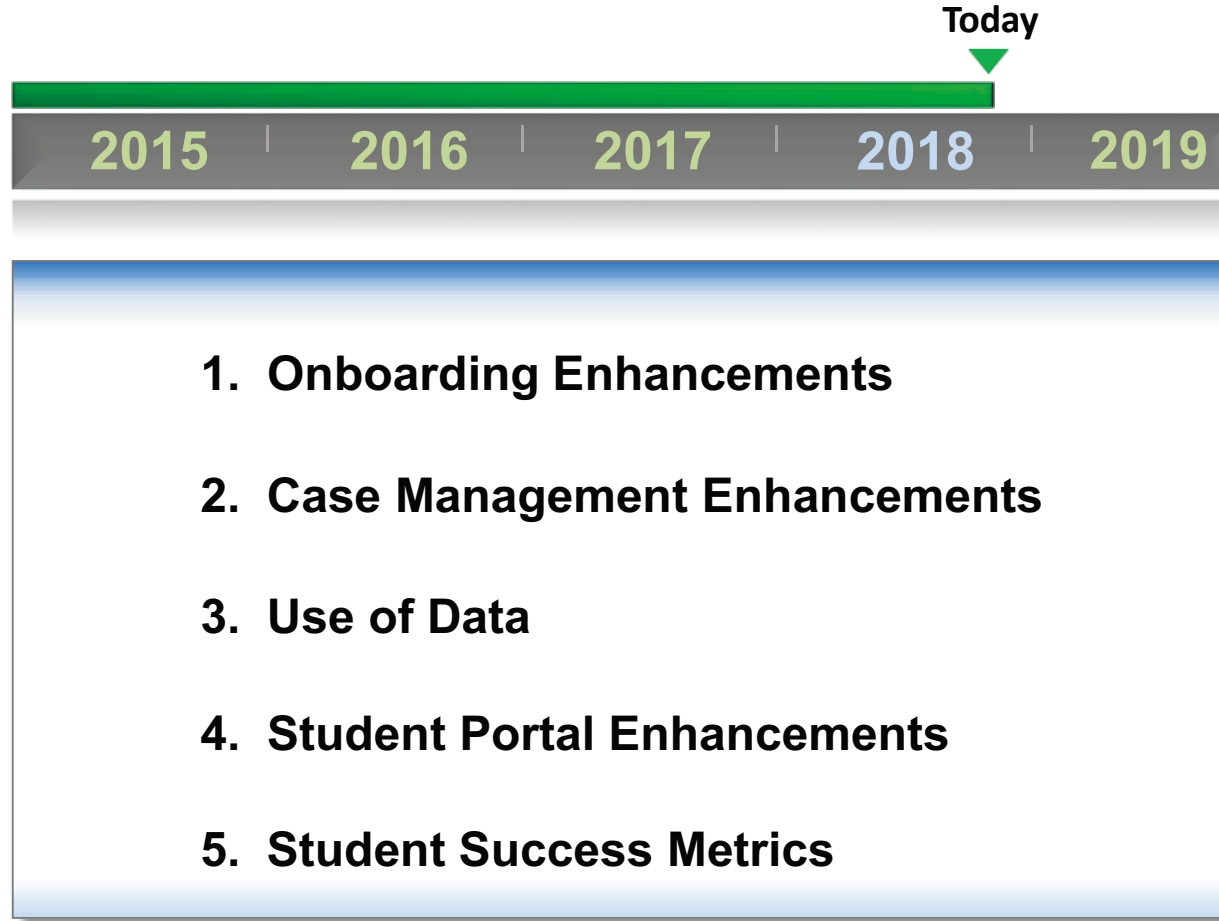 Today
2015 2016 2017 2018 2019
1. Onboarding Enhancements
2. Case Management Enhancements
3. Use of Data
4. Student Portal Enhancements
5. Student Success Metrics